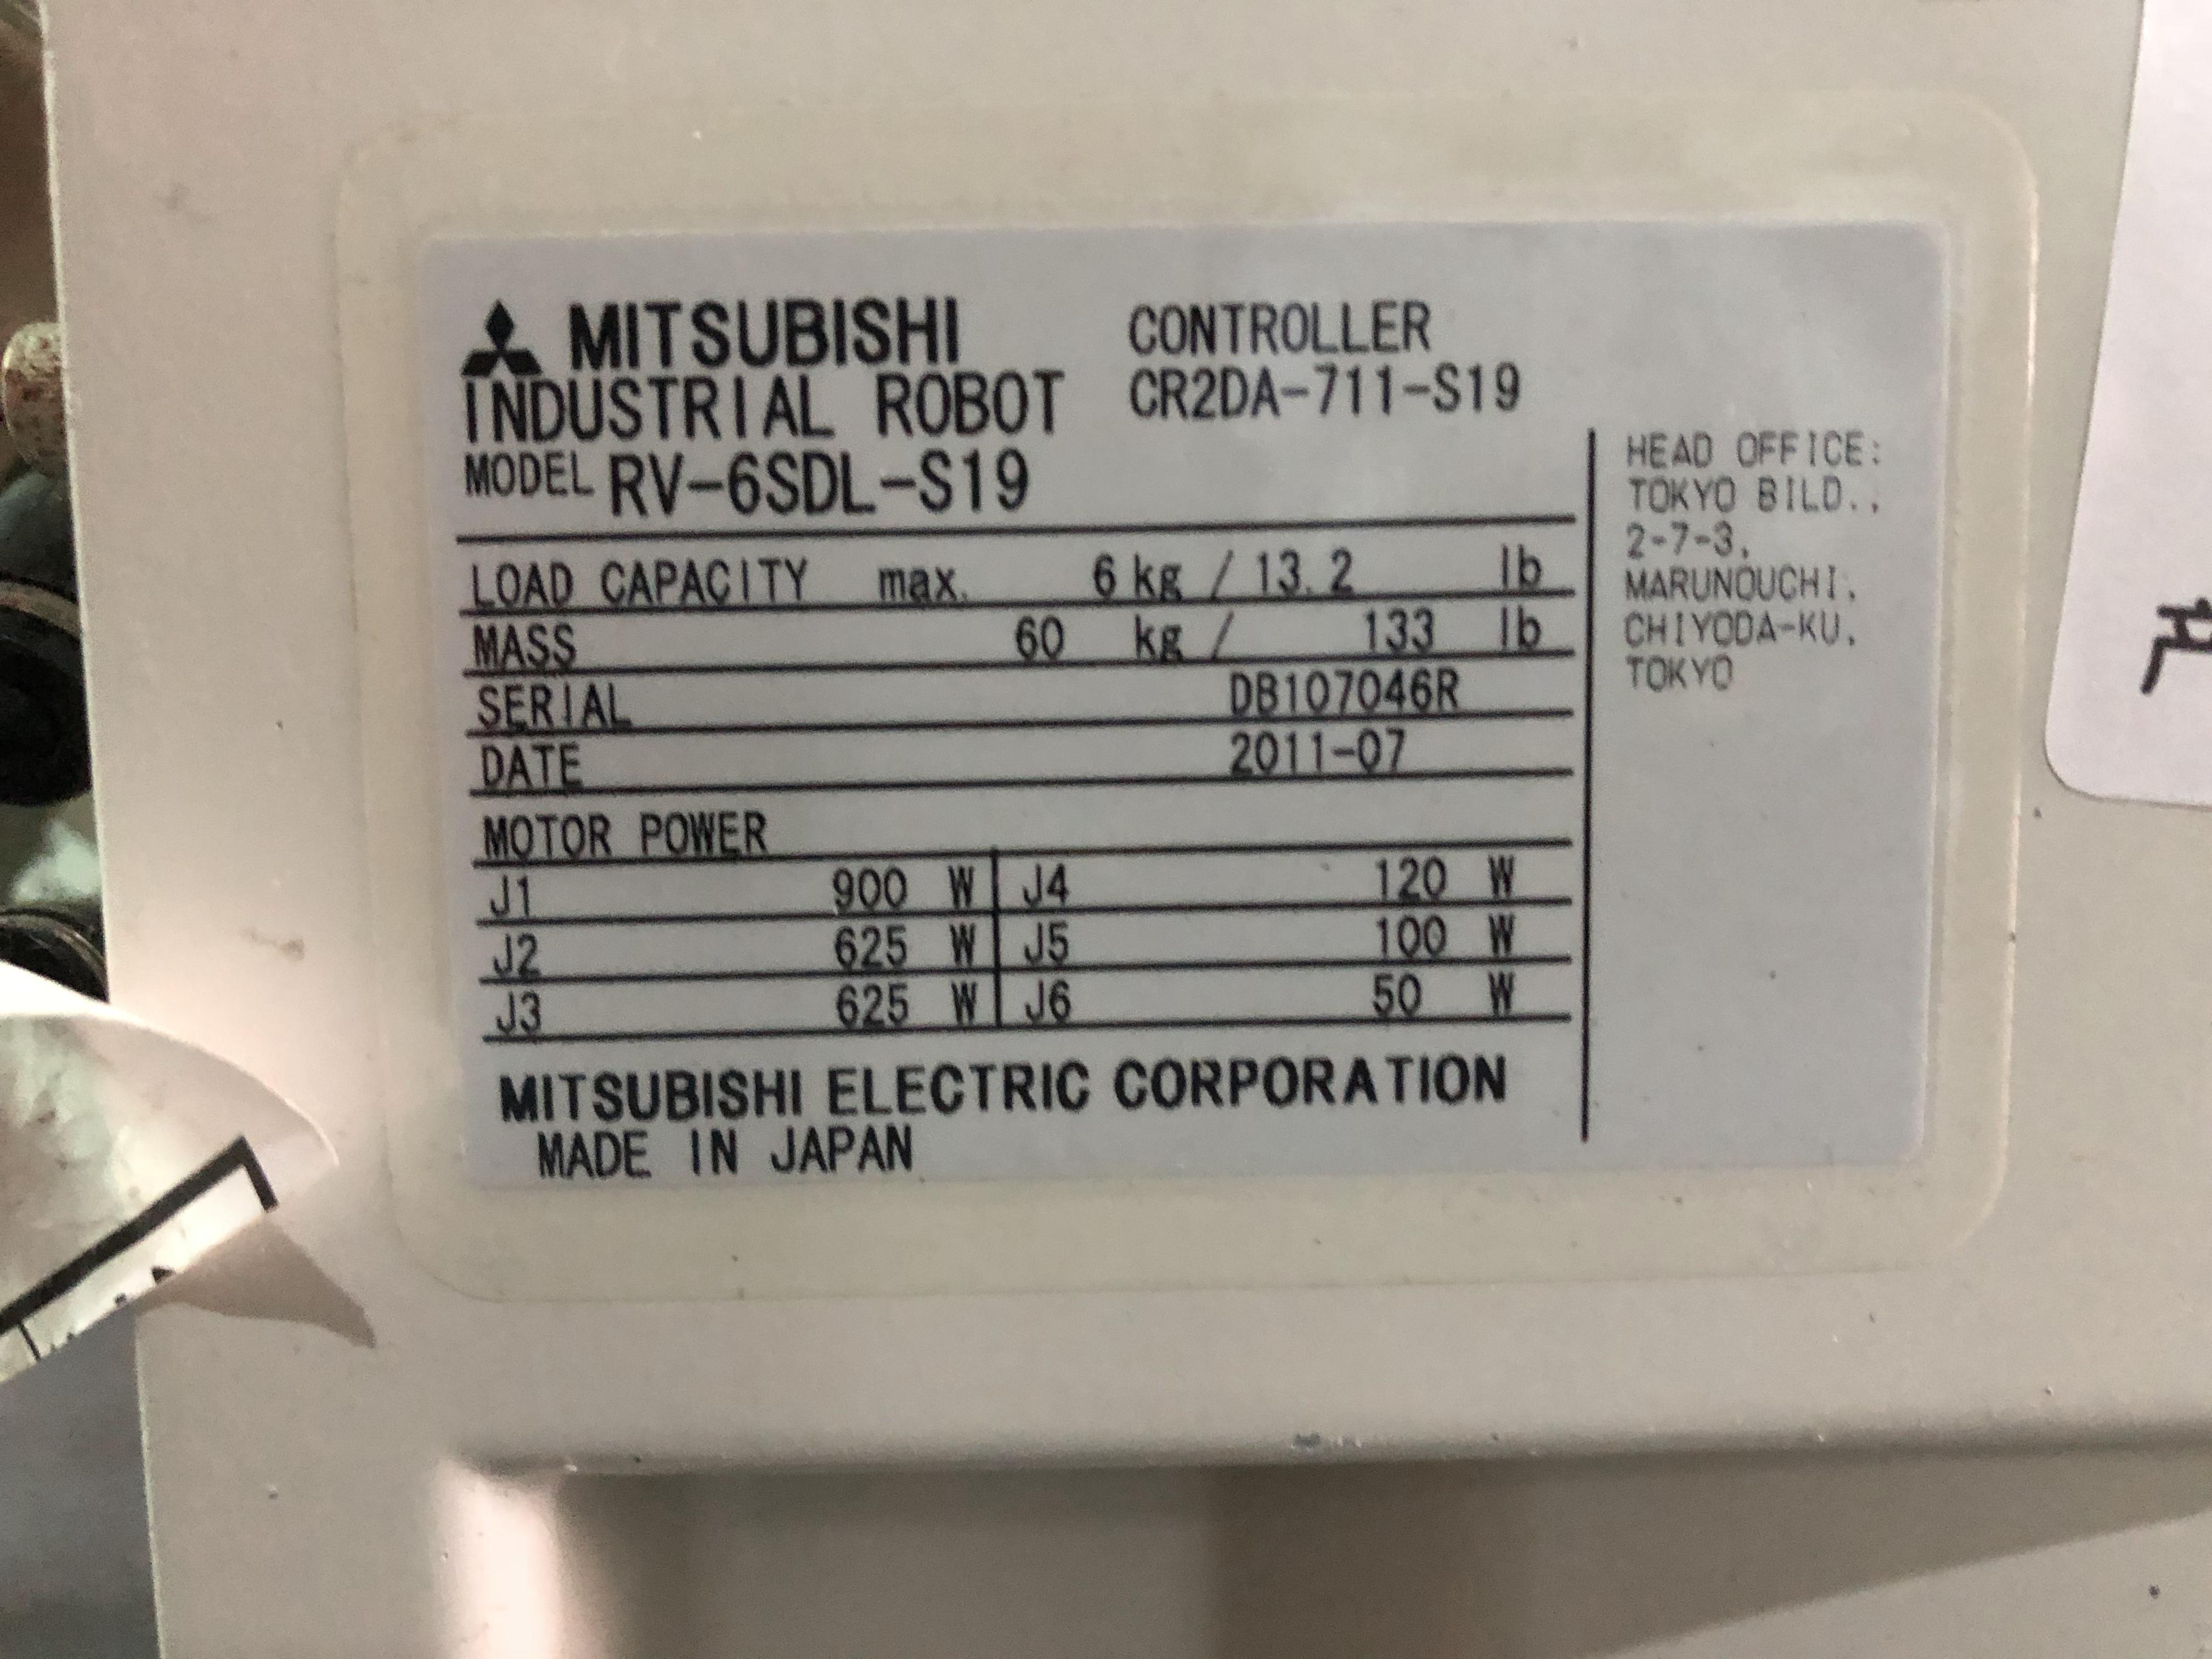 MITSUBISHI
INDUSTRIAL ROBOT
MODEL RV-6SDL-S19
CONTROLLER
CR2DA-711-S19
LOAD CAPACITY max. 6 kg / 13.2 lb
MASS 60 kg / 133 lb
SERIAL DB107046R
DATE 2011-07
MOTOR POWER
J1 900 W J4 120 W
J2 625 W J5 100 W
J3 625 W J6 50 W
MITSUBISHI ELECTRIC CORPORATION
MADE IN JAPAN
HEAD OFFICE:
TOKYO BILD.,
2-7-3,
MARUNOUCHI,
CHIYODA-KU,
TOKYO